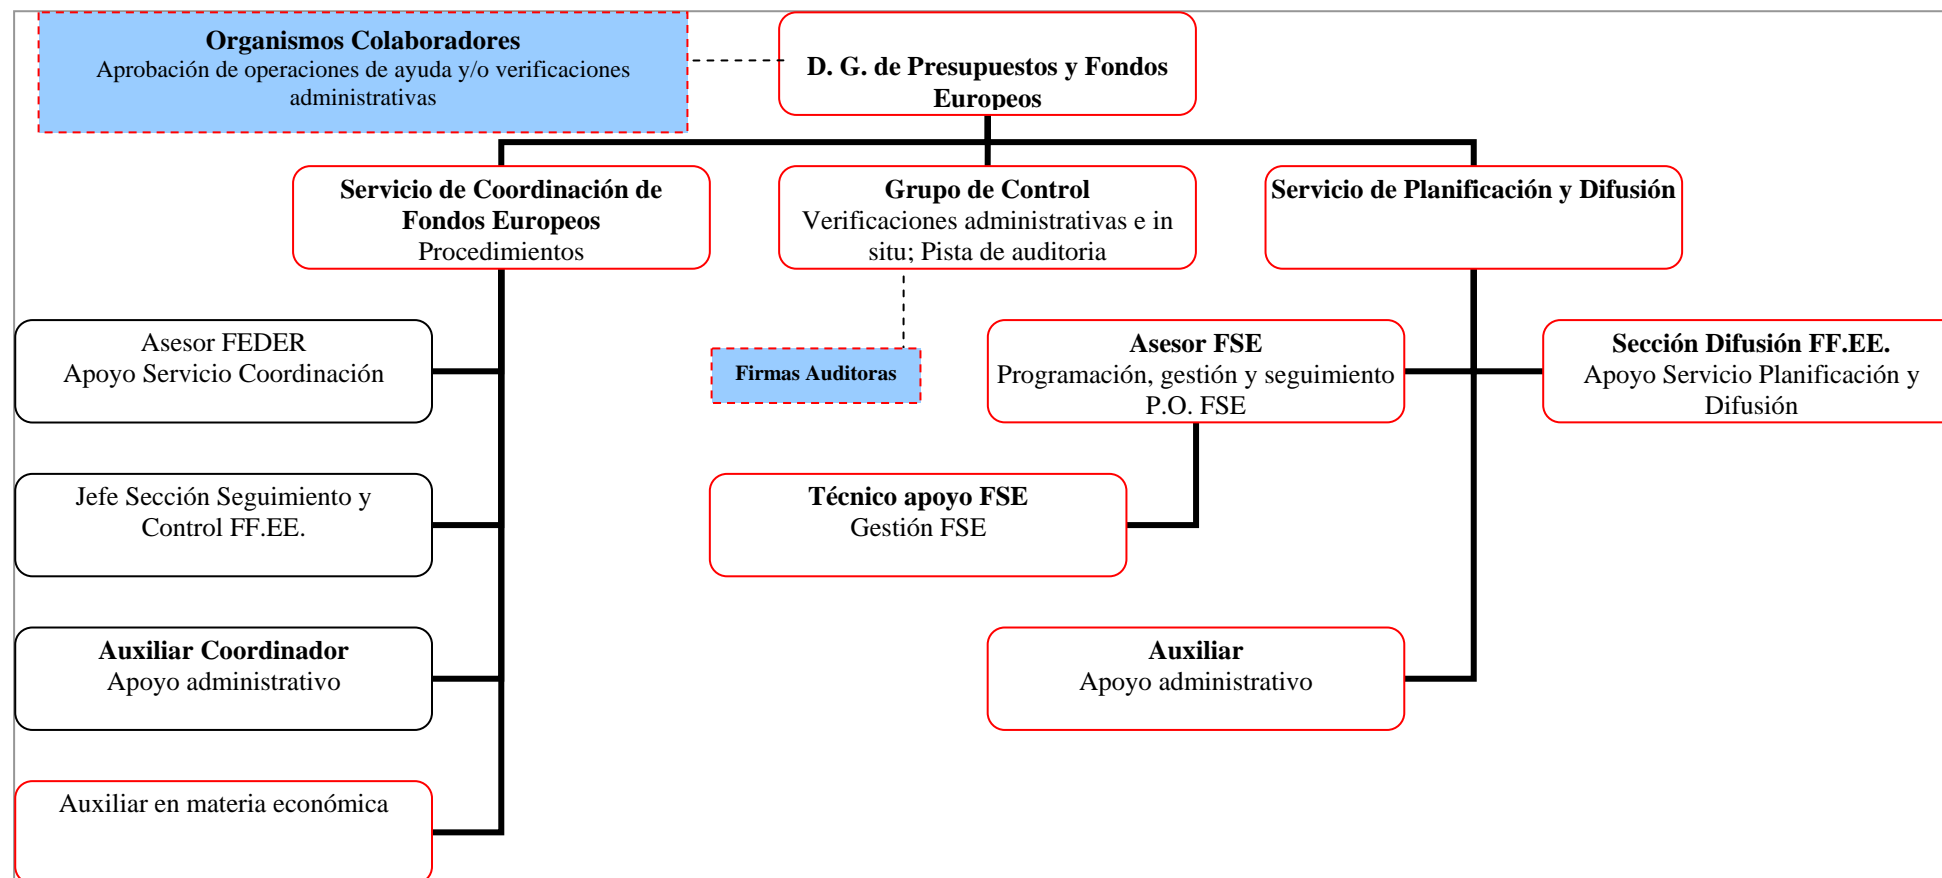 Organismos Colaboradores
Aprobación de operaciones de ayuda y/o verificaciones
administrativas
D. G. de Presupuestos y Fondos
Europeos
Servicio de Coordinación de
Fondos Europeos
Procedimientos
Grupo de Control
Verificaciones administrativas e in
situ; Pista de auditoria
Servicio de Planificación y Difusión
Asesor FEDER
Apoyo Servicio Coordinación
Firmas Auditoras
Asesor FSE
Programación, gestión y seguimiento
P.O. FSE
Sección Difusión FF.EE.
Apoyo Servicio Planificación y
Difusión
Jefe Sección Seguimiento y
Control FF.EE.
Técnico apoyo FSE
Gestión FSE
Auxiliar Coordinador
Apoyo administrativo
Auxiliar
Apoyo administrativo
Auxiliar en materia económica